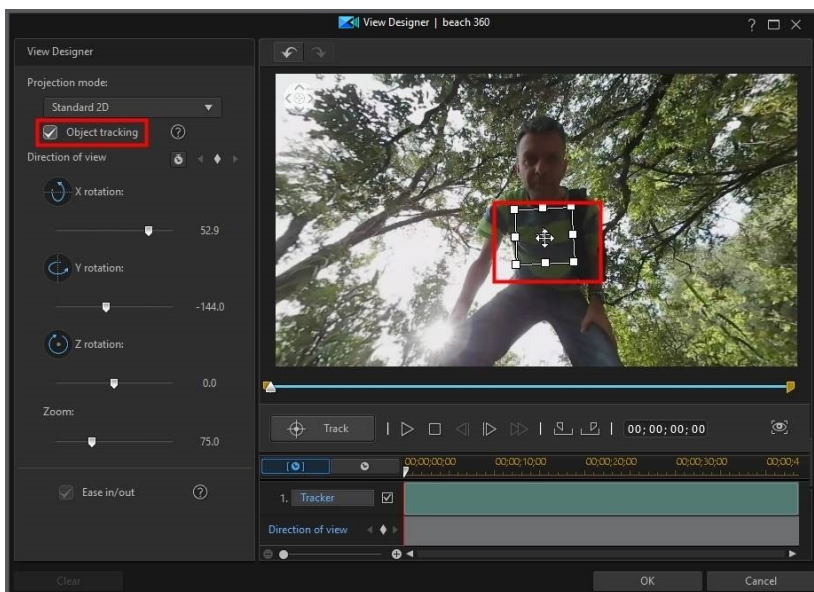 View Designer | beach 360
?
View Designer
Projection mode:
Standard 2D
Object tracking
?
Direction of view
X rotation:
52.9
Y rotation:
-144.0
Z rotation:
0.0
Zoom:
75.0
Ease in/out
?
Track
00;00;00;00
00;00;00;00 00;00;10;00 00;00;20;00 00;00;30;00 00;00;4
1. Tracker
Direction of view
Clear
OK
Cancel